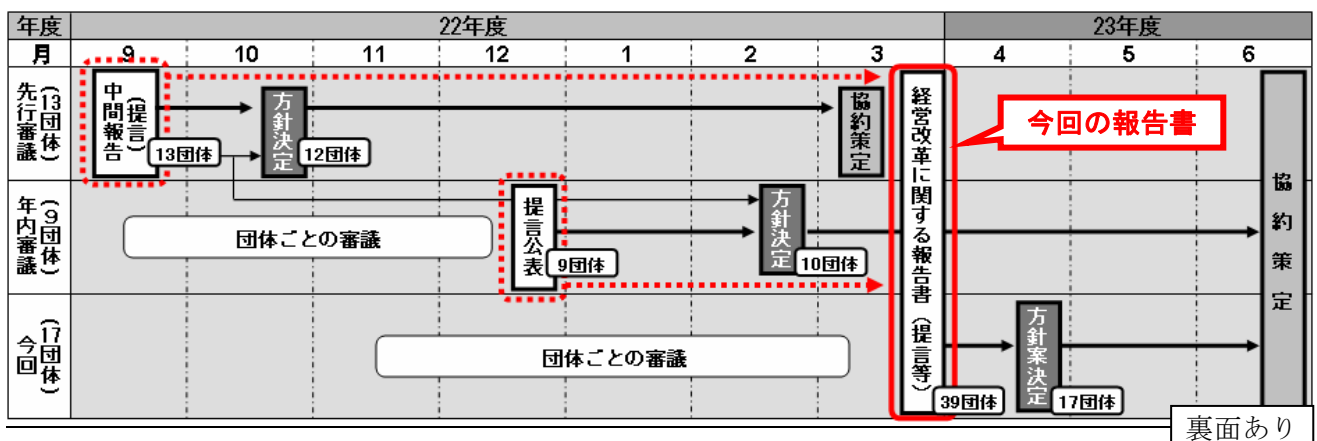 年度
22年度
23年度
月
9
10
11
12
1
2
3
4
5
6
先行審議
(13団体)
中間報告
(提言)
13団体
方針決定
12団体
協約策定
経営改革に関する報告書(提言等)
39団体
今回の報告書
協約策定
年内審議
(9団体)
団体ごとの審議
提言公表
9団体
方針決定
10団体
今回
(17団体)
団体ごとの審議
方針案決定
17団体
裏面あり